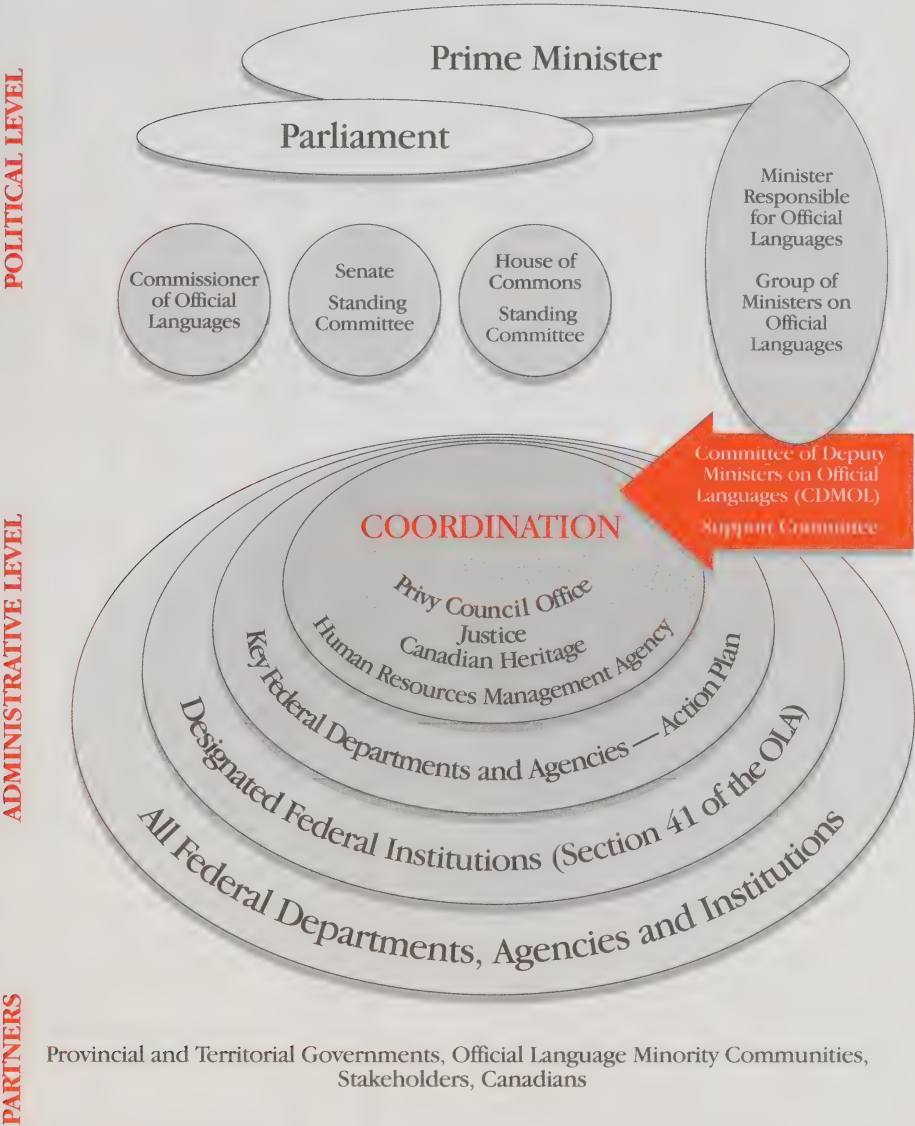 POLITICAL LEVEL
Prime Minister
Parliament
Minister
Responsible
for Official
Languages
Group of
Ministers on
Official
Languages
Commissioner
of Official
Languages
Senate
Standing
Committee
House of
Commons
Standing
Committee
ADMINISTRATIVE LEVEL
Committee of Deputy
Ministers on Official
Languages (CDMOL)
Support Committee
COORDINATION
Privy Council Office
Justice
Canadian Heritage
Human Resources Management Agency
Key Federal Departments and Agencies — Action Plan
Designated Federal Institutions (Section 41 of the OLA)
All Federal Departments, Agencies and Institutions
PARTNERS
Provincial and Territorial Governments, Official Language Minority Communities,
Stakeholders, Canadians